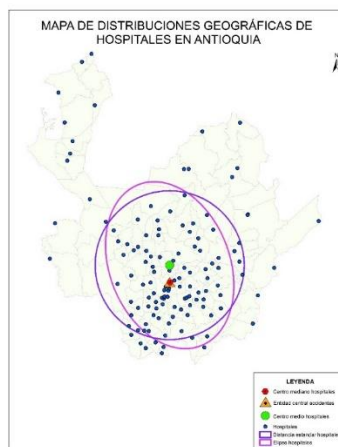 MAPA DE DISTRIBUCIONES GEOGRÁFICAS DE
HOSPITALES EN ANTIOQUIA
N
LEYENDA
Centro mediano hospitales
Entidad central accidentes
Centro medio hospitales
Hospitales
Distancia estandar hospitales
Elipse hospitales